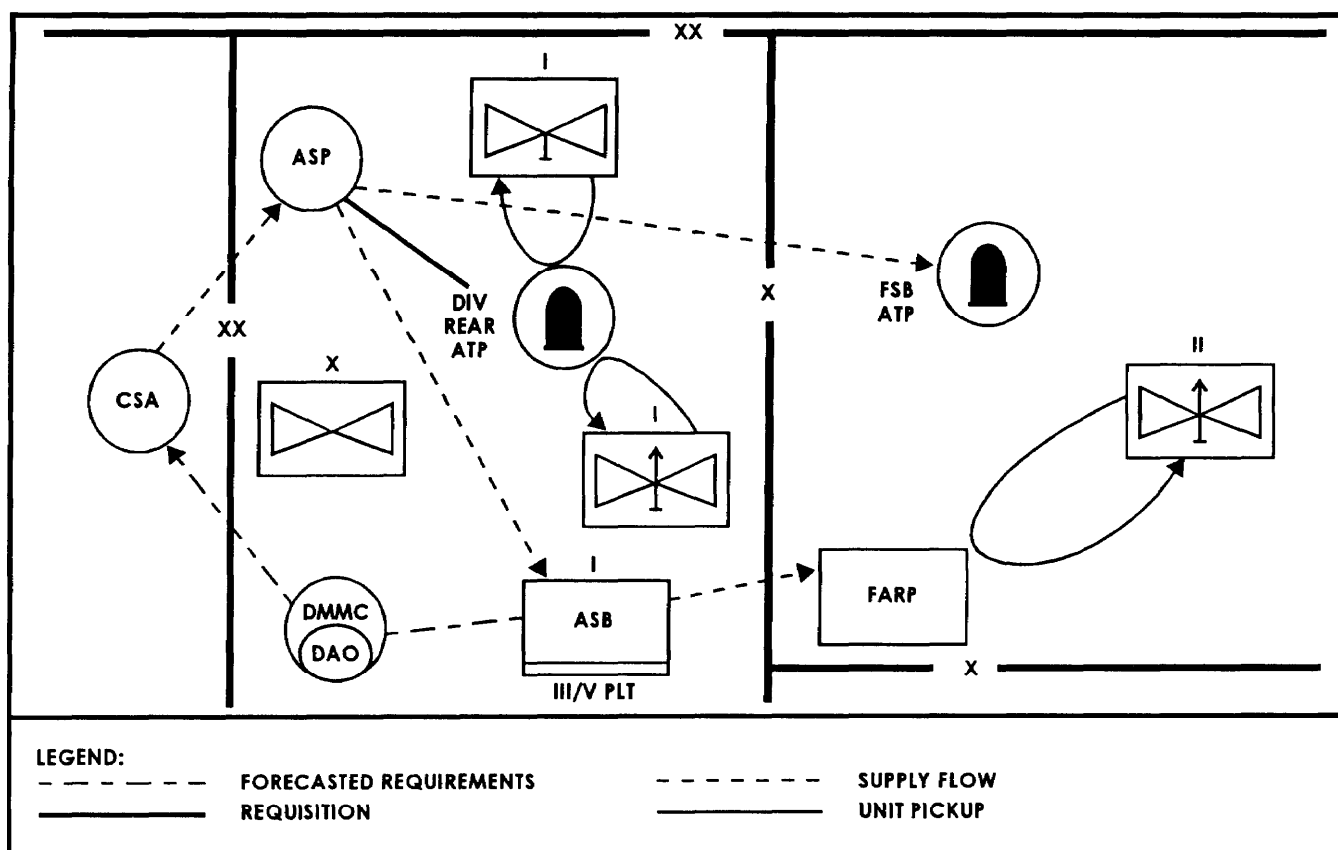 XX
I
ASP
DIV
REAR
ATP
X
FSB
ATP
XX
X
II
CSA
I
I
DMMC
DAO
ASB
FARP
III/V PLT
X
LEGEND:
FORECASTED REQUIREMENTS
SUPPLY FLOW
REQUISITION
UNIT PICKUP